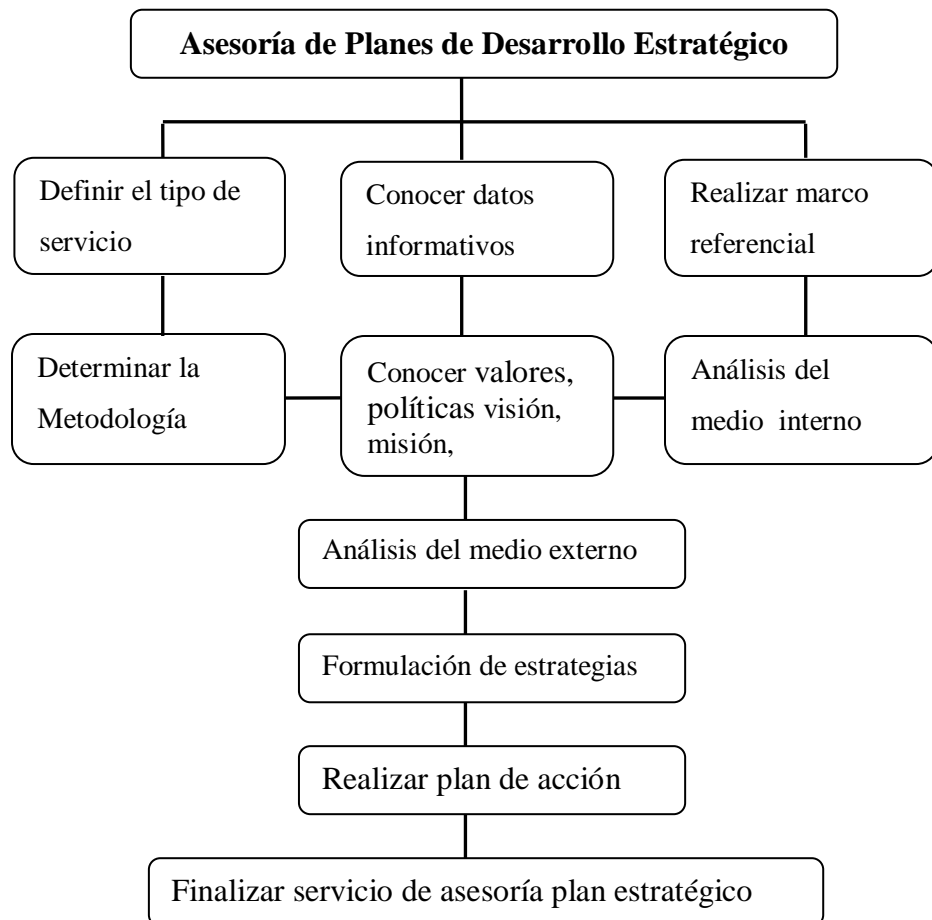 Asesoría de Planes de Desarrollo Estratégico
Definir el tipo de
servicio
Conocer datos
informativos
Realizar marco
referencial
Determinar la
Metodología
Conocer valores,
políticas visión,
misión,
Análisis del
medio interno
Análisis del medio externo
Formulación de estrategias
Realizar plan de acción
Finalizar servicio de asesoría plan estratégico